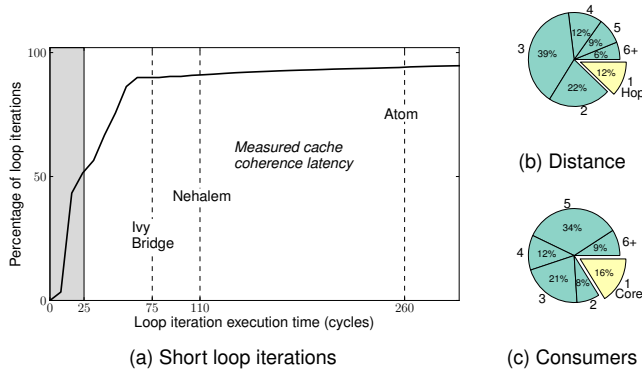 100
50
0
Percentage of loop iterations
Measured cache
coherence latency
Atom
Nehalem
Ivy
Bridge
0
25
75
110
260
Loop iteration execution time (cycles)
(a) Short loop iterations
4
12%
5
9%
6+
6%
3
39%
12%
1
Hop
22%
2
(b) Distance
5
34%
6+
9%
4
12%
16%
1
Core
21%
8%
3
2
(c) Consumers